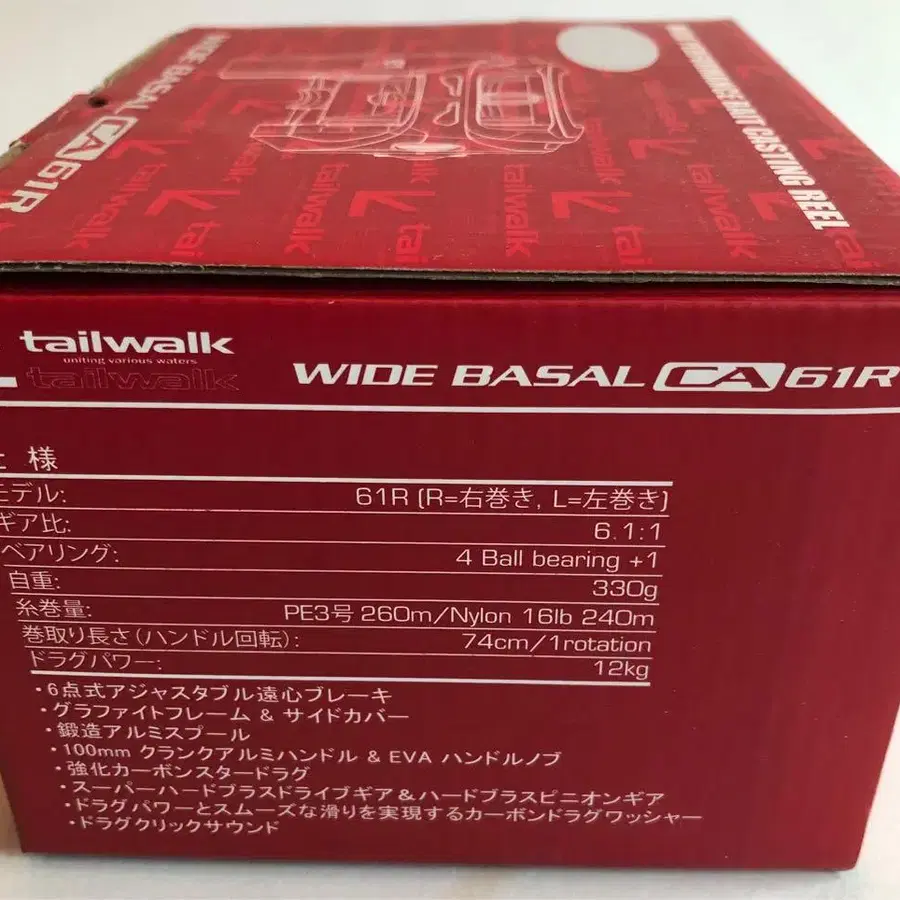 WIDE BASAL CA 61R
BAIT CASTING REEL
tailwalk
tailwalk
tailwalk
tailwalk
tailwalk
uniting various waters
tailwalk
WIDE BASAL CA 61R
仕 様
モデル: 61R (R=右巻き, L=左巻き)
ギア比: 6.1:1
ベアリング: 4 Ball bearing +1
自重: 330g
糸巻量: PE3号 260m/Nylon 16lb 240m
巻取り長さ(ハンドル回転): 74cm/1rotation
ドラグパワー: 12kg
・6点式アジャスタブル遠心ブレーキ
・グラファイトフレーム & サイドカバー
・鍛造アルミスプール
・100mm クランクアルミハンドル & EVA ハンドルノブ
・強化カーボンスタードラグ
・スーパーハードブラスドライブギア&ハードブラスピニオンギア
・ドラグパワーとスムーズな滑りを実現するカーボンドラグワッシャー
・ドラグクリックサウンド